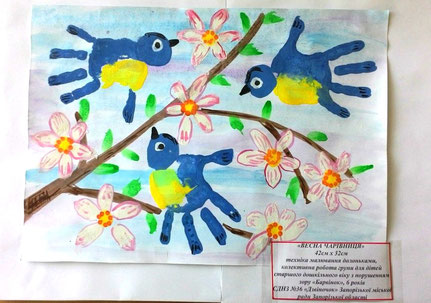 «ВЕСНА ЧАРІВНИЦЯ»
42см х 32см
техніка малювання долоньками,
колективна робота групи для дітей
старшого дошкільного віку з порушенням
зору «Барвінок», 6 років
СДНЗ №36 «Дзвіночок» Запорізької міської
ради Запорізької області